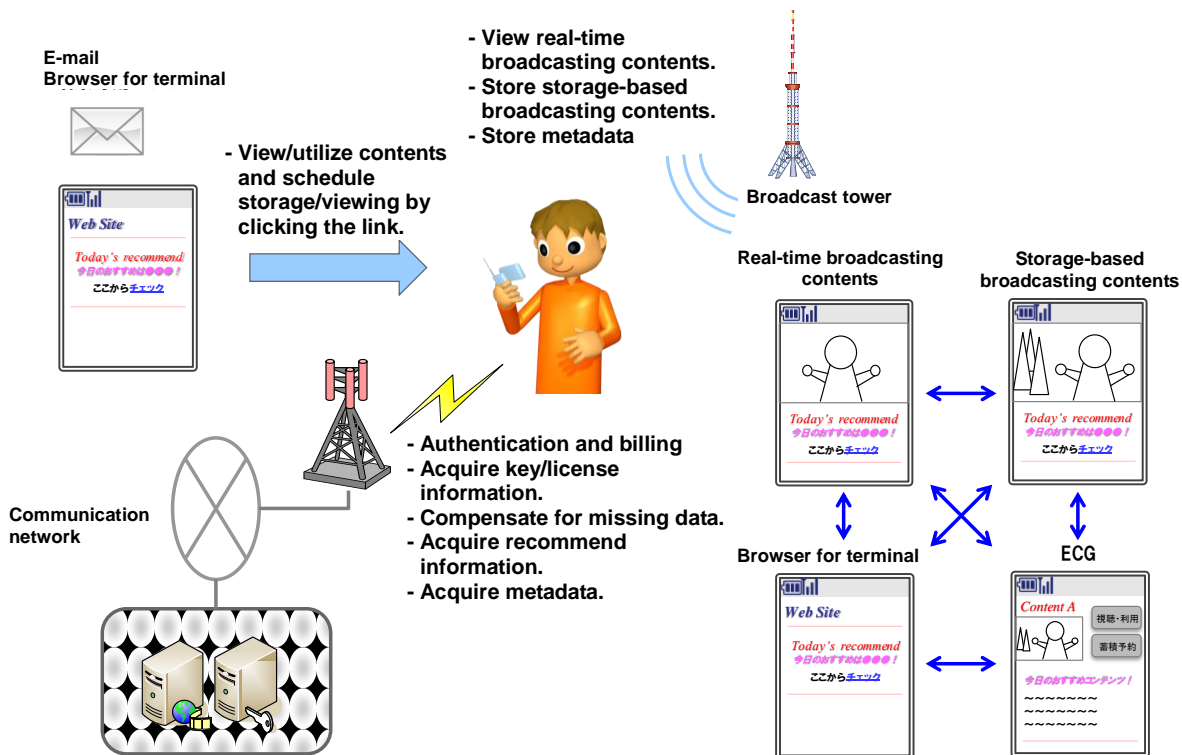 E-mail
Browser for terminal
Web Site
Today's recommend
今日のおすすめは●●●！
ここからチェック
- View/utilize contents
and schedule
storage/viewing by
clicking the link.
- View real-time
broadcasting contents.
- Store storage-based
broadcasting contents.
- Store metadata
Broadcast tower
- Authentication and billing
- Acquire key/license
information.
- Compensate for missing data.
- Acquire recommend
information.
- Acquire metadata.
Communication
network
Real-time broadcasting
contents
Today's recommend
今日のおすすめは●●●！
ここからチェック
Storage-based
broadcasting contents
Today's recommend
今日のおすすめは●●●！
ここからチェック
Browser for terminal
Web Site
Today's recommend
今日のおすすめは●●●！
ここからチェック
ECG
Content A
視聴・利用
蓄積予約
今日のおすすめコンテンツ！
～～～～～～～
～～～～～～～
～～～～～～～